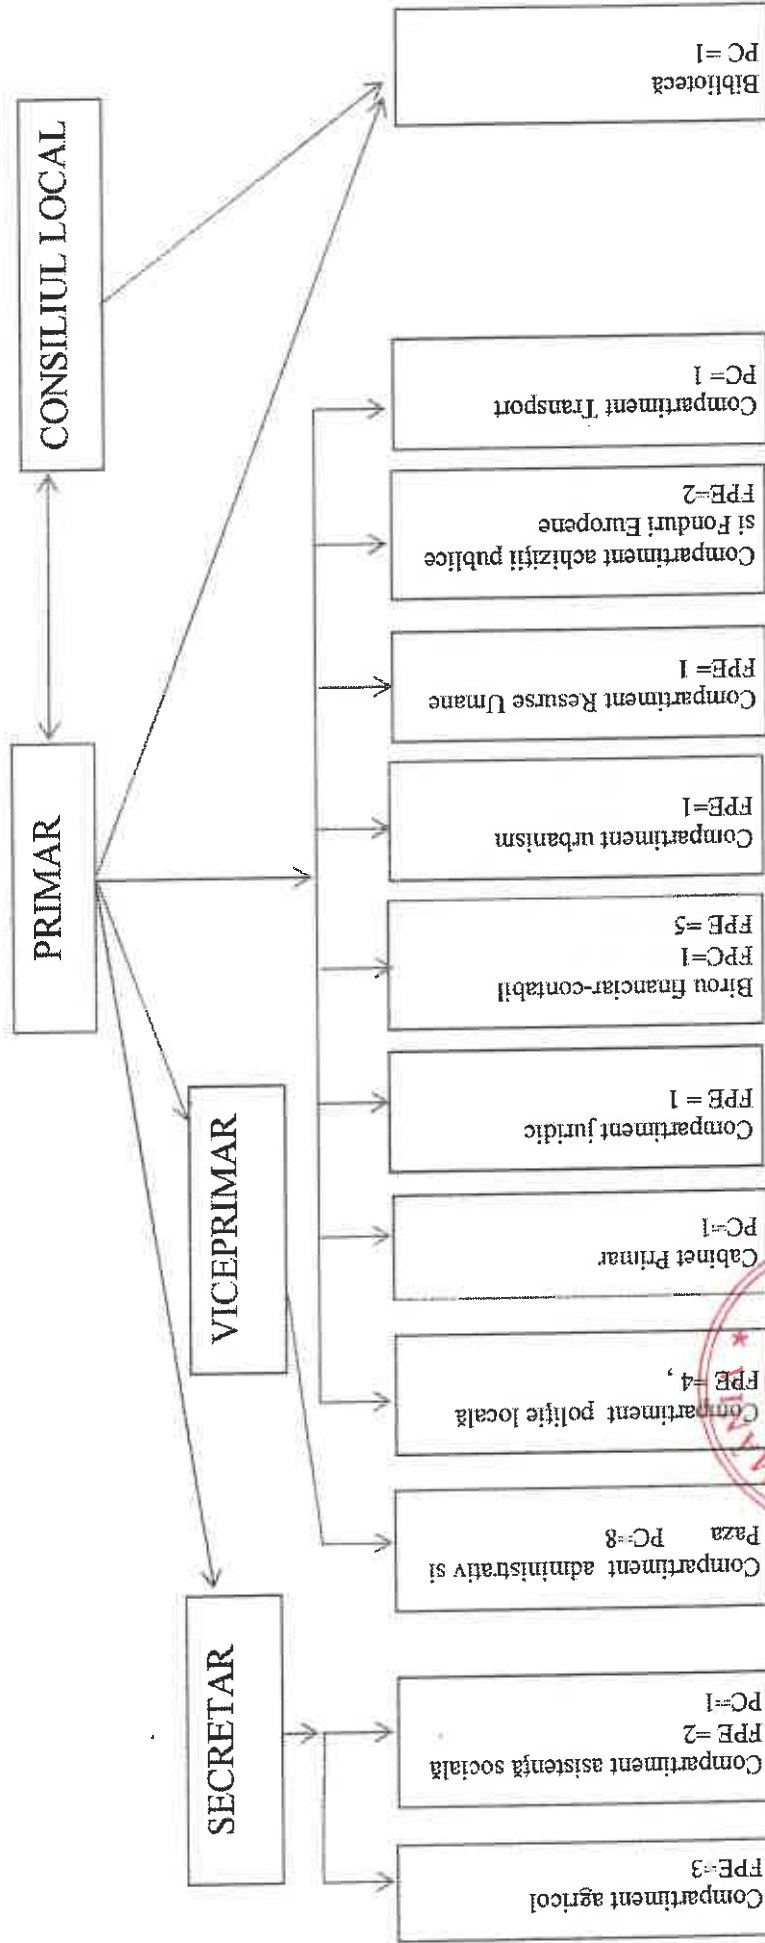 CONSILIUL LOCAL
PRIMAR
VICEPRIMAR
SECRETAR
Compartiment agricol
FPE=3
Compartiment asistență socială
FPE =2
PC=1
Compartiment administrativ si
Paza PC=8
Compartiment poliție locală
FPE =4 ,
Cabinet Primar
PC=1
Compartiment juridic
FPE = 1
Birou financiar-contabil
FPC=1
FPE =5
Compartiment urbanism
FPE=1
Compartiment Resurse Umane
FPE= 1
Compartiment achiziții publice
si Fonduri Europene
FPE=2
Compartiment Transport
PC= 1
Bibliotecă
PC =1